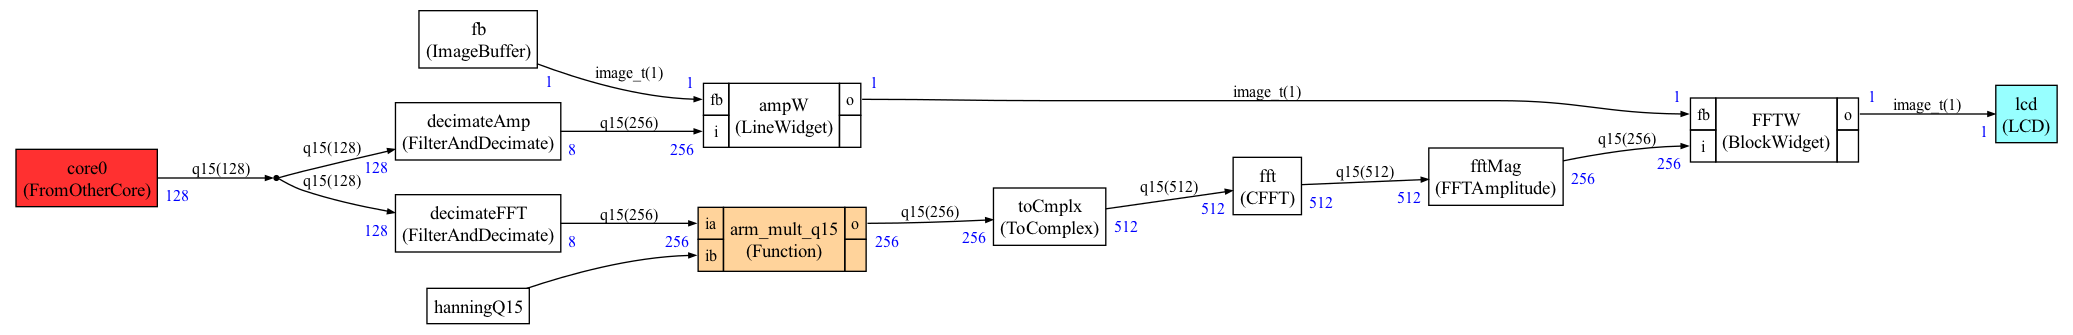 fb
(ImageBuffer)
1
image_t(1)
1
fb
i
ampW
(LineWidget)
o
1
image_t(1)
1
fb
i
FFTW
(BlockWidget)
o
1
image_t(1)
1
lcd
(LCD)
decimateAmp
(FilterAndDecimate)
q15(256)
8
256
core0
(FromOtherCore)
q15(128)
128
q15(128)
128
q15(128)
128
decimateFFT
(FilterAndDecimate)
q15(256)
8
256
ia
ib
arm_mult_q15
(Function)
o
q15(256)
256
256
toCmplx
(ToComplex)
q15(512)
512
512
fft
(CFFT)
q15(512)
512
512
fftMag
(FFTAmplitude)
q15(256)
256
256
hanningQ15